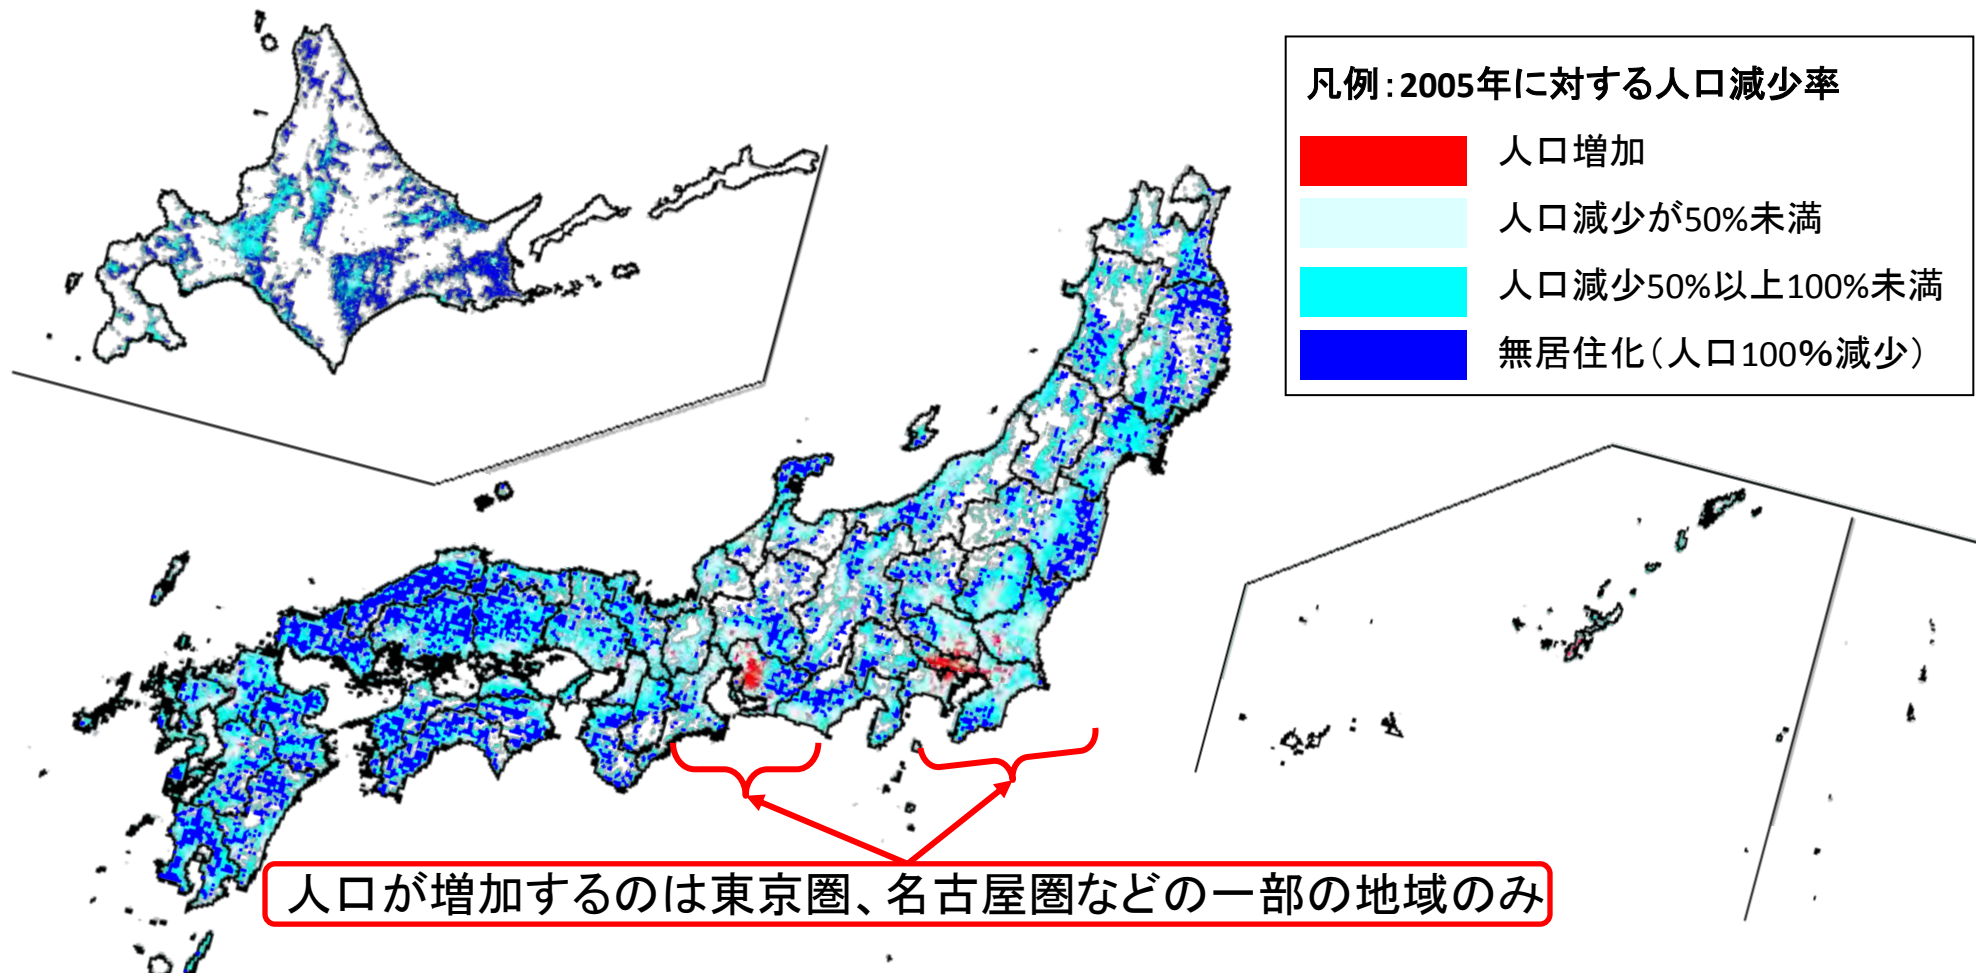 凡例：2005年に対する人口減少率
人口増加
人口減少が50%未満
人口減少50%以上100%未満
無居住化（人口100%減少）
人口が増加するのは東京圏、名古屋圏などの一部の地域のみ